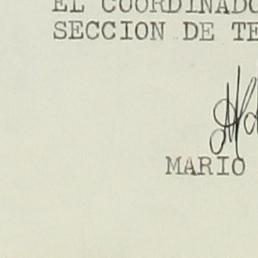 EL COORDINADO
SECCION DE TE
MARIO